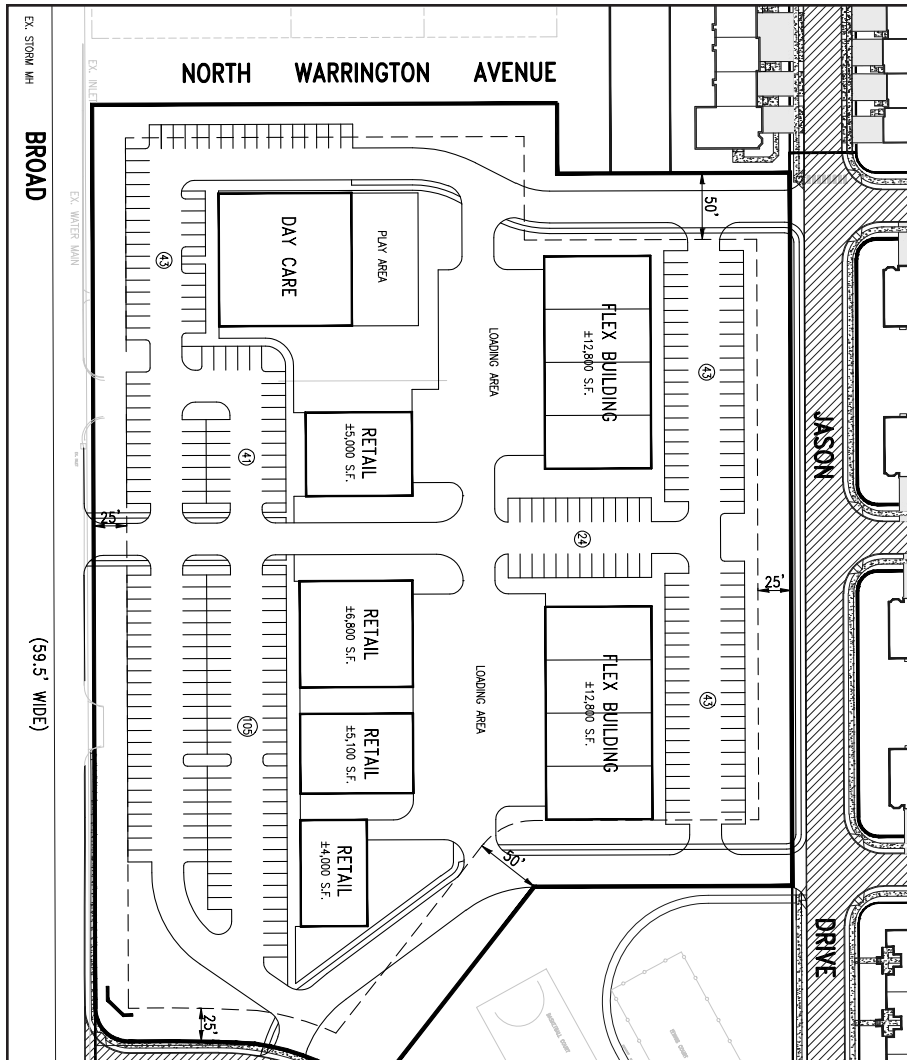 NORTH WARRINGTON AVENUE
EX. STORM MH
EX. INLET
BROAD
EX. WATER MAIN
(59.5' WIDE)
JASON
DRIVE
50'
DAY CARE
PLAY AREA
43
FLEX BUILDING
±12,800 S.F.
43
LOADING AREA
RETAIL
±5,000 S.F.
41
25'
24
25'
RETAIL
±6,800 S.F.
FLEX BUILDING
±12,800 S.F.
43
LOADING AREA
RETAIL
±5,100 S.F.
105
RETAIL
±4,000 S.F.
50'
25'
BASKETBALL COURT